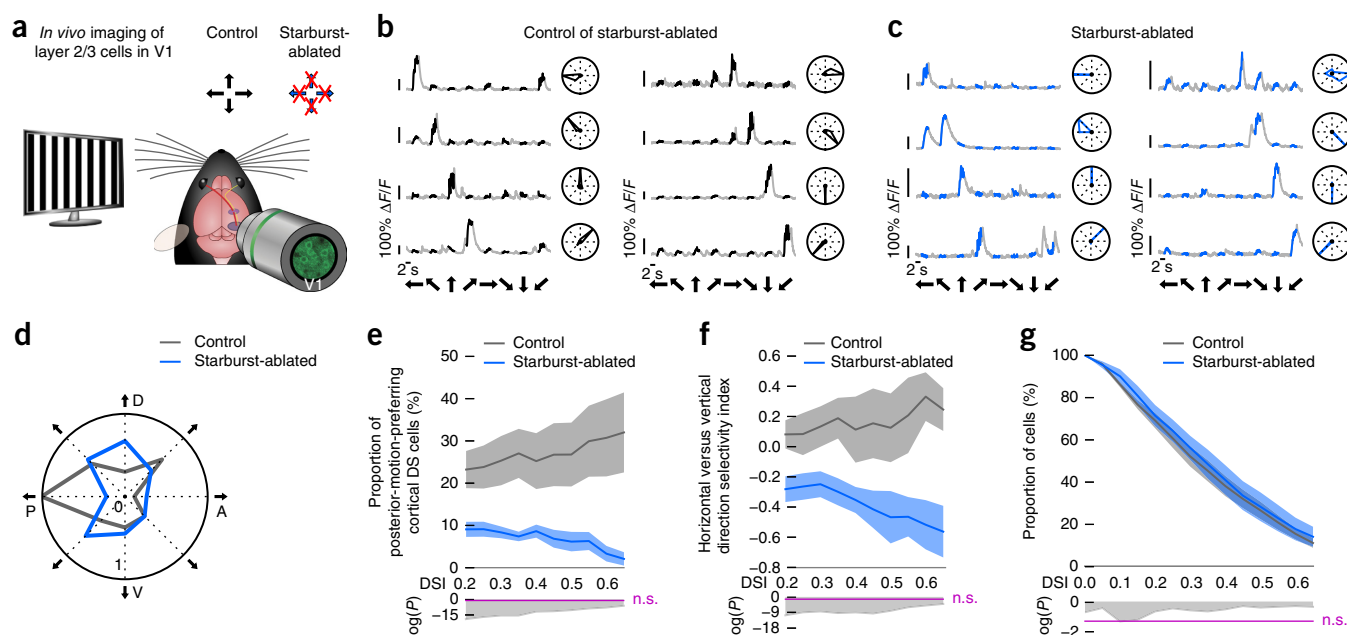 a
In vivo imaging of
layer 2/3 cells in V1
Control
Starburst-
ablated
V1
b
Control of starburst-ablated
100% ΔF/F
2 s
100% ΔF/F
c
Starburst-ablated
100% ΔF/F
2 s
100% ΔF/F
d
Control
Starburst-ablated
D
P
0
A
1
V
e
Control
Starburst-ablated
Proportion of
posterior-motion-preferring
cortical DS cells (%)
50
40
30
20
10
0
DSI 0.2 0.3 0.4 0.5 0.6
0
-15
og(P)
n.s.
f
Control
Starburst-ablated
Horizontal versus vertical
direction selectivity index
0.6
0.4
0.2
0.0
-0.2
-0.4
-0.6
-0.8
DSI 0.2 0.3 0.4 0.5 0.6
0
-9
-18
og(P)
n.s.
g
Control
Starburst-ablated
Proportion of cells (%)
100
80
60
40
20
0
DSI 0.0 0.1 0.2 0.3 0.4 0.5 0.6
0
-2
og(P)
n.s.